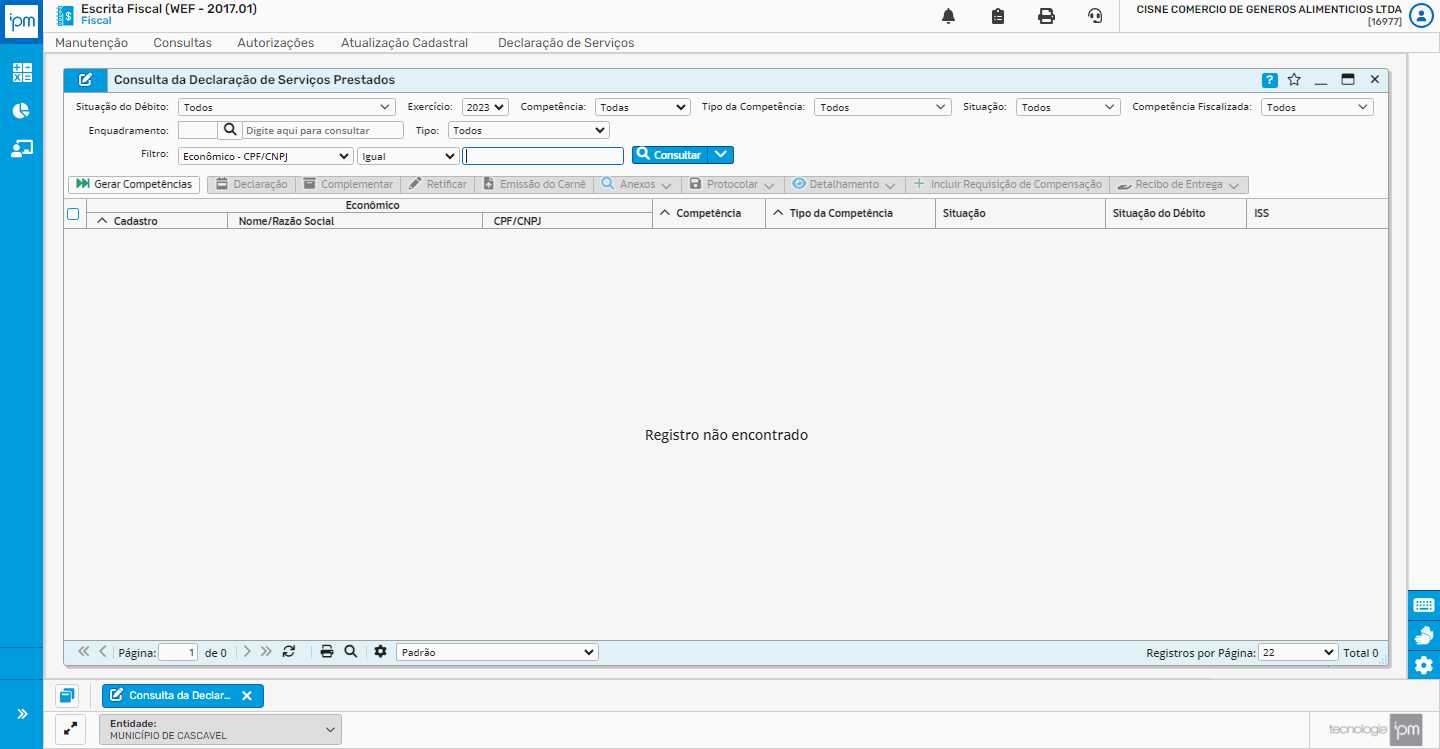 ipm
Escrita Fiscal (WEF - 2017.01)
Fiscal
CISNE COMERCIO DE GENEROS ALIMENTICIOS LTDA
[16977]
Manutenção Consultas Autorizações Atualização Cadastral Declaração de Serviços
Consulta da Declaração de Serviços Prestados
?
Situação do Débito: Todos Exercício: 2023 Competência: Todas Tipo da Competência: Todos Situação: Todos Competência Fiscalizada: Todos
Enquadramento: Digite aqui para consultar Tipo: Todos
Filtro: Econômico - CPF/CNPJ Igual Consultar
Gerar Competências Declaração Complementar Retificar Emissão do Carnê Anexos Protocolar Detalhamento Incluir Requisição de Compensação Recibo de Entrega
Econômico
Cadastro Nome/Razão Social CPF/CNPJ Competência Tipo da Competência Situação Situação do Débito ISS
Registro não encontrado
Página: 1 de 0 Padrão Registros por Página: 22 Total 0
Consulta da Declar...
Entidade:
MUNICÍPIO DE CASCAVEL
tecnologia ipm